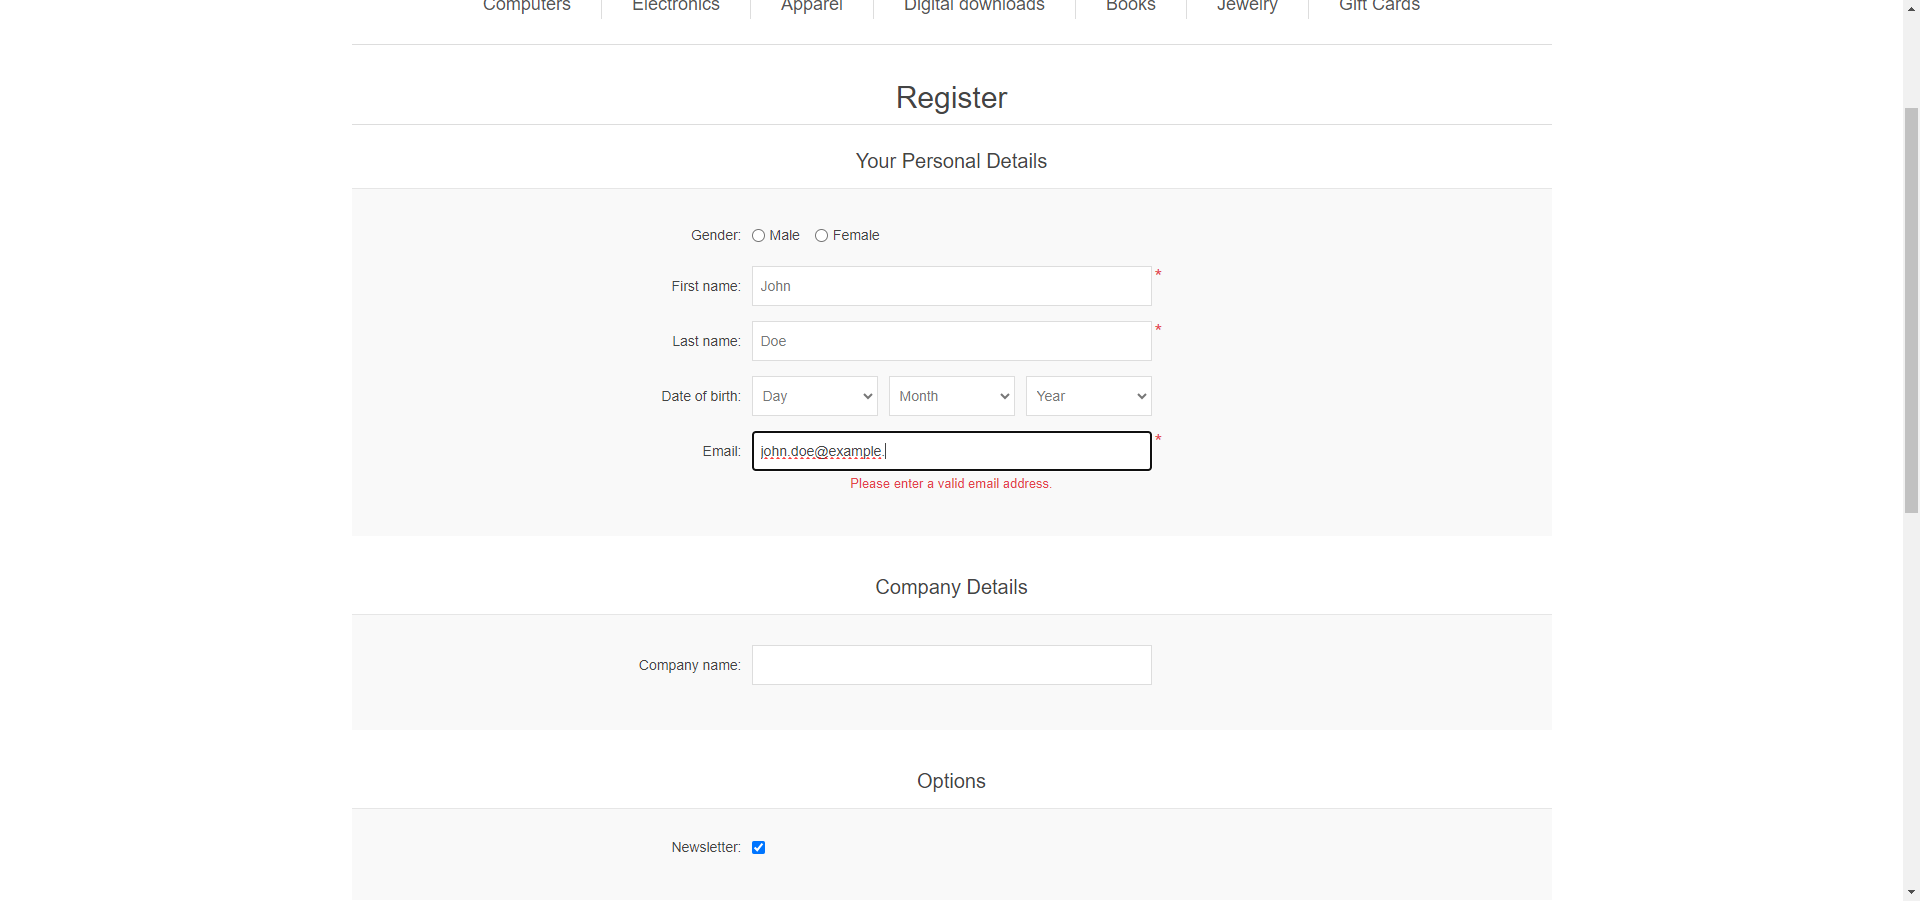 Computers Electronics Apparel Digital downloads Books Jewelry Gift Cards
Register
Your Personal Details
Gender: Male Female
First name: John *
Last name: Doe *
Date of birth: Day Month Year
Email: john.doe@example. *
Please enter a valid email address.
Company Details
Company name:
Options
Newsletter: